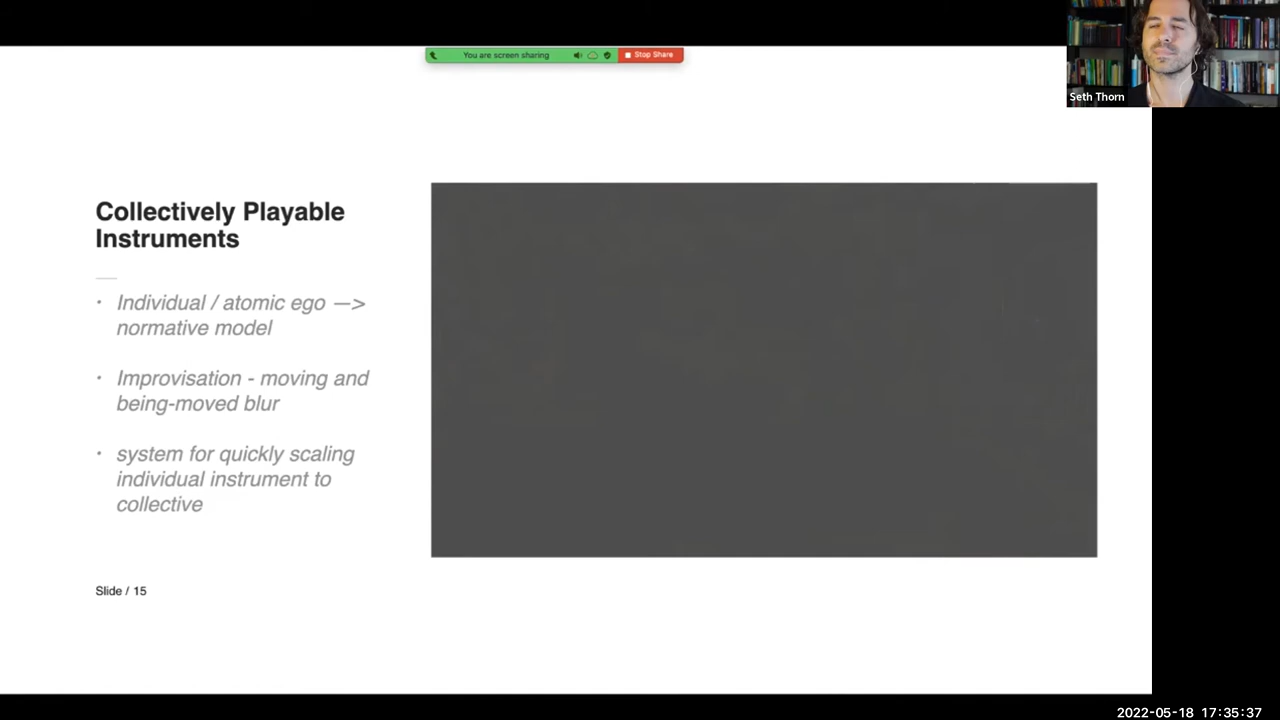 You are screen sharing
Stop Share
Seth Thorn
Collectively Playable
Instruments
• Individual / atomic ego —>
normative model
• Improvisation - moving and
being-moved blur
• system for quickly scaling
individual instrument to
collective
Slide / 15
2022-05-18 17:35:37